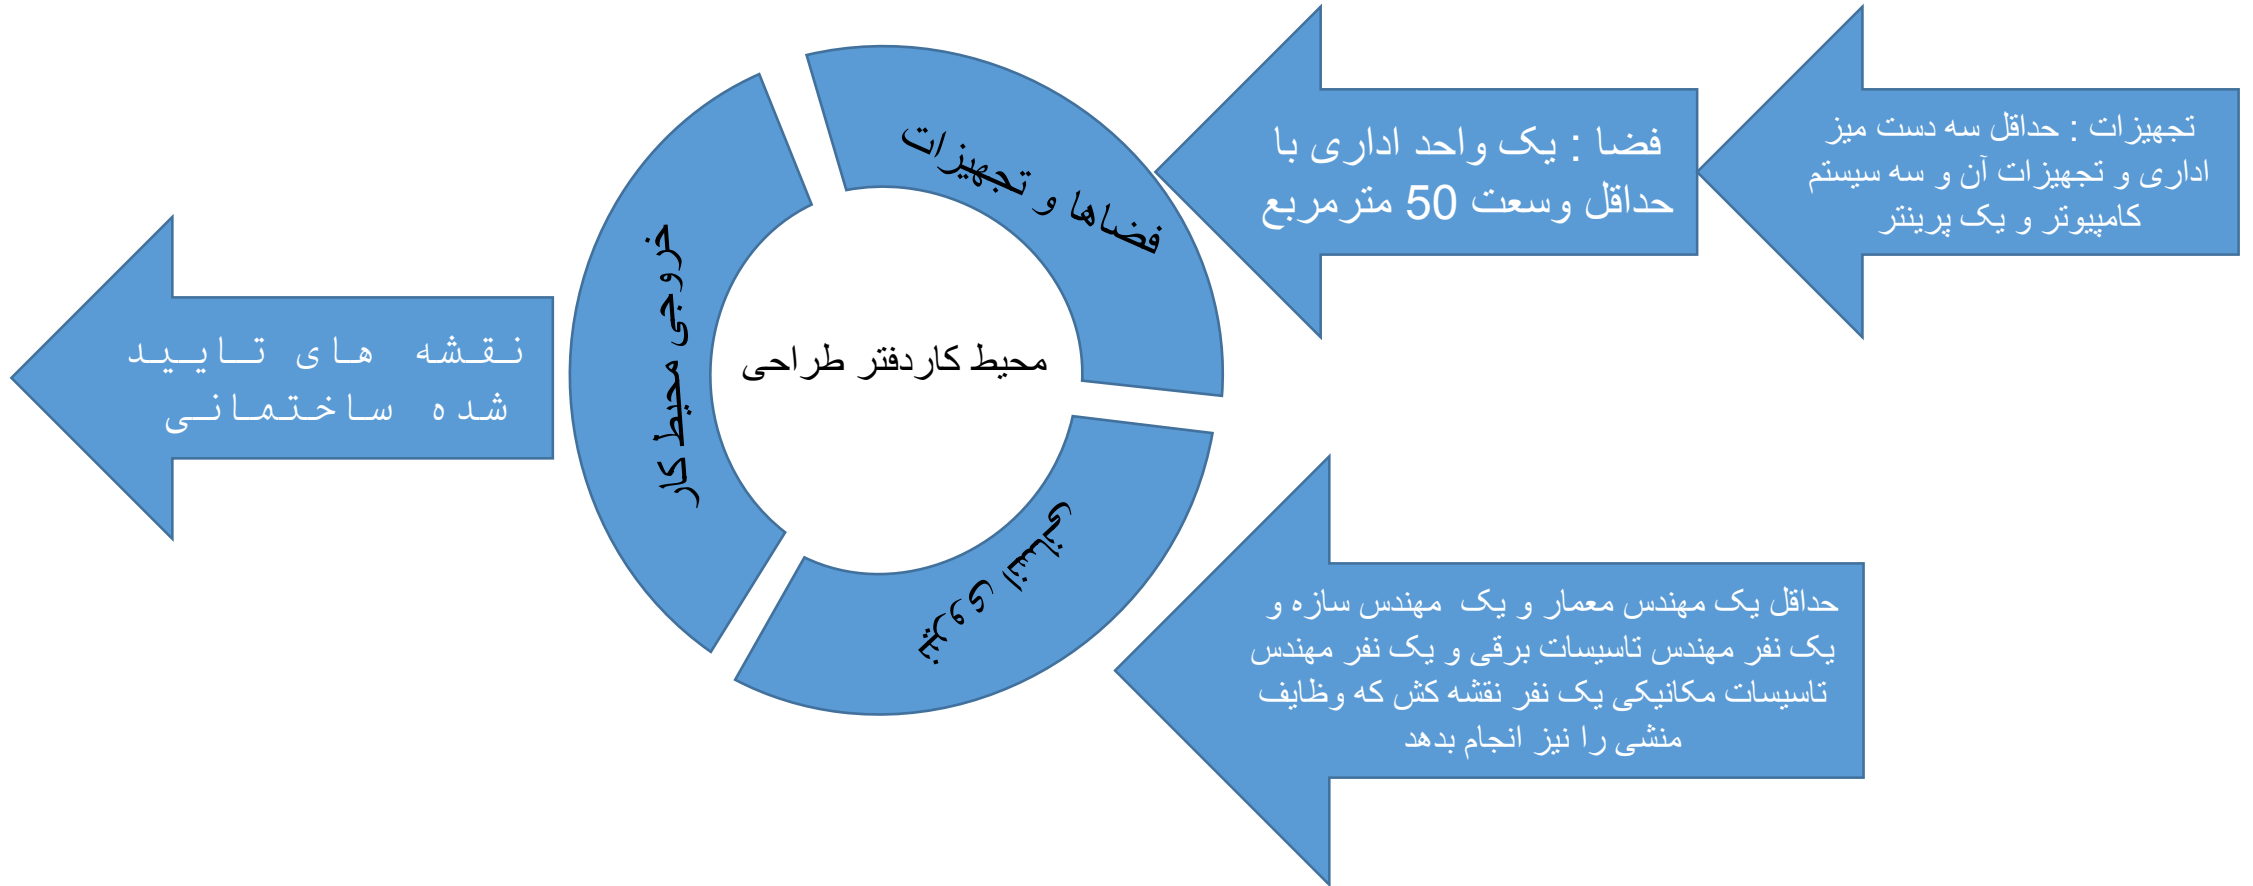 تجهیزات : حداقل سه دست میز
اداری و تجهیزات آن و سه سیستم
کامپیوتر و یک پرینتر
فضا : یک واحد اداری با
حداقل وسعت 50 مترمربع
فضاها و تجهیزات
خروجی محیط کار
محیط کاردفتر طراحی
نقشه های تایید
شده ساختمانی
نیروی انسانی
حداقل یک مهندس معمار و یک مهندس سازه و
یک نفر مهندس تاسیسات برقی و یک نفر مهندس
تاسیسات مکانیکی یک نفر نقشه کش که وظایف
منشی را نیز انجام بدهد